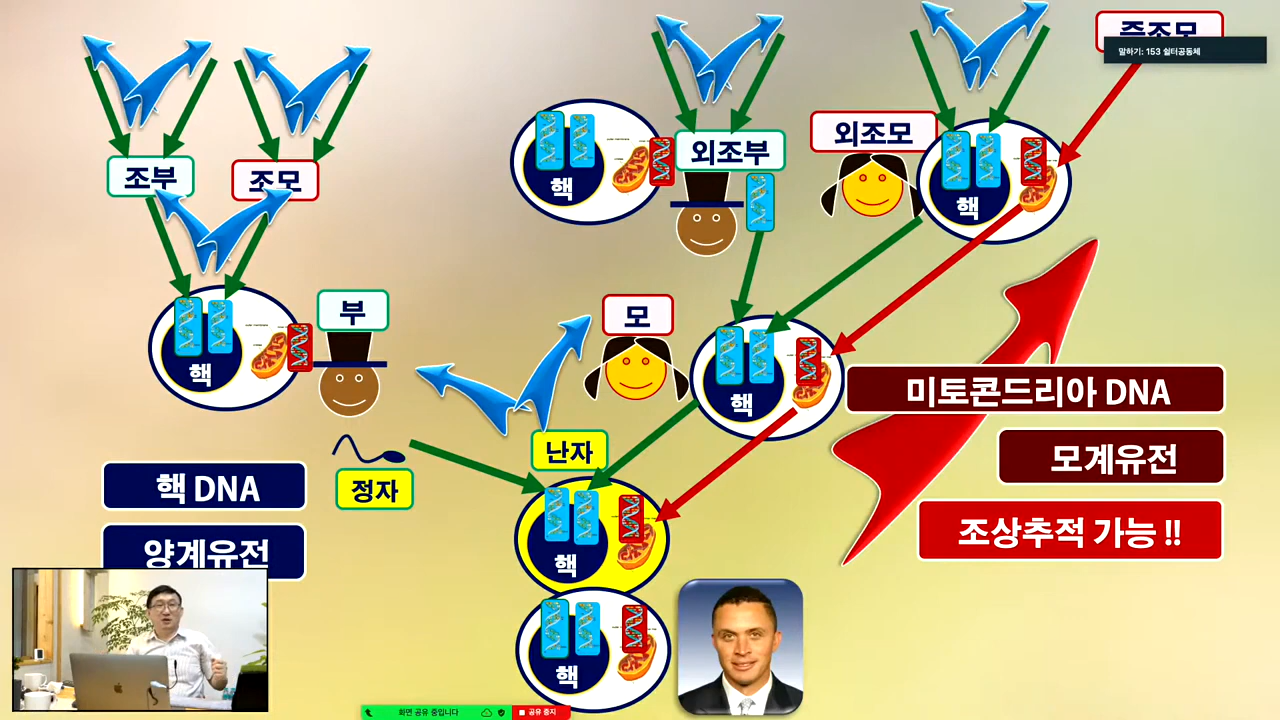 증조모
말하기: 153 쉴터공동체
외조부
외조모
핵
핵
조부
조모
부
모
핵
핵
미토콘드리아 DNA
난자
모계유전
정자
핵 DNA
조상추적 가능 !!
양계유전
핵
핵
화면 공유 중입니다
공유 중지